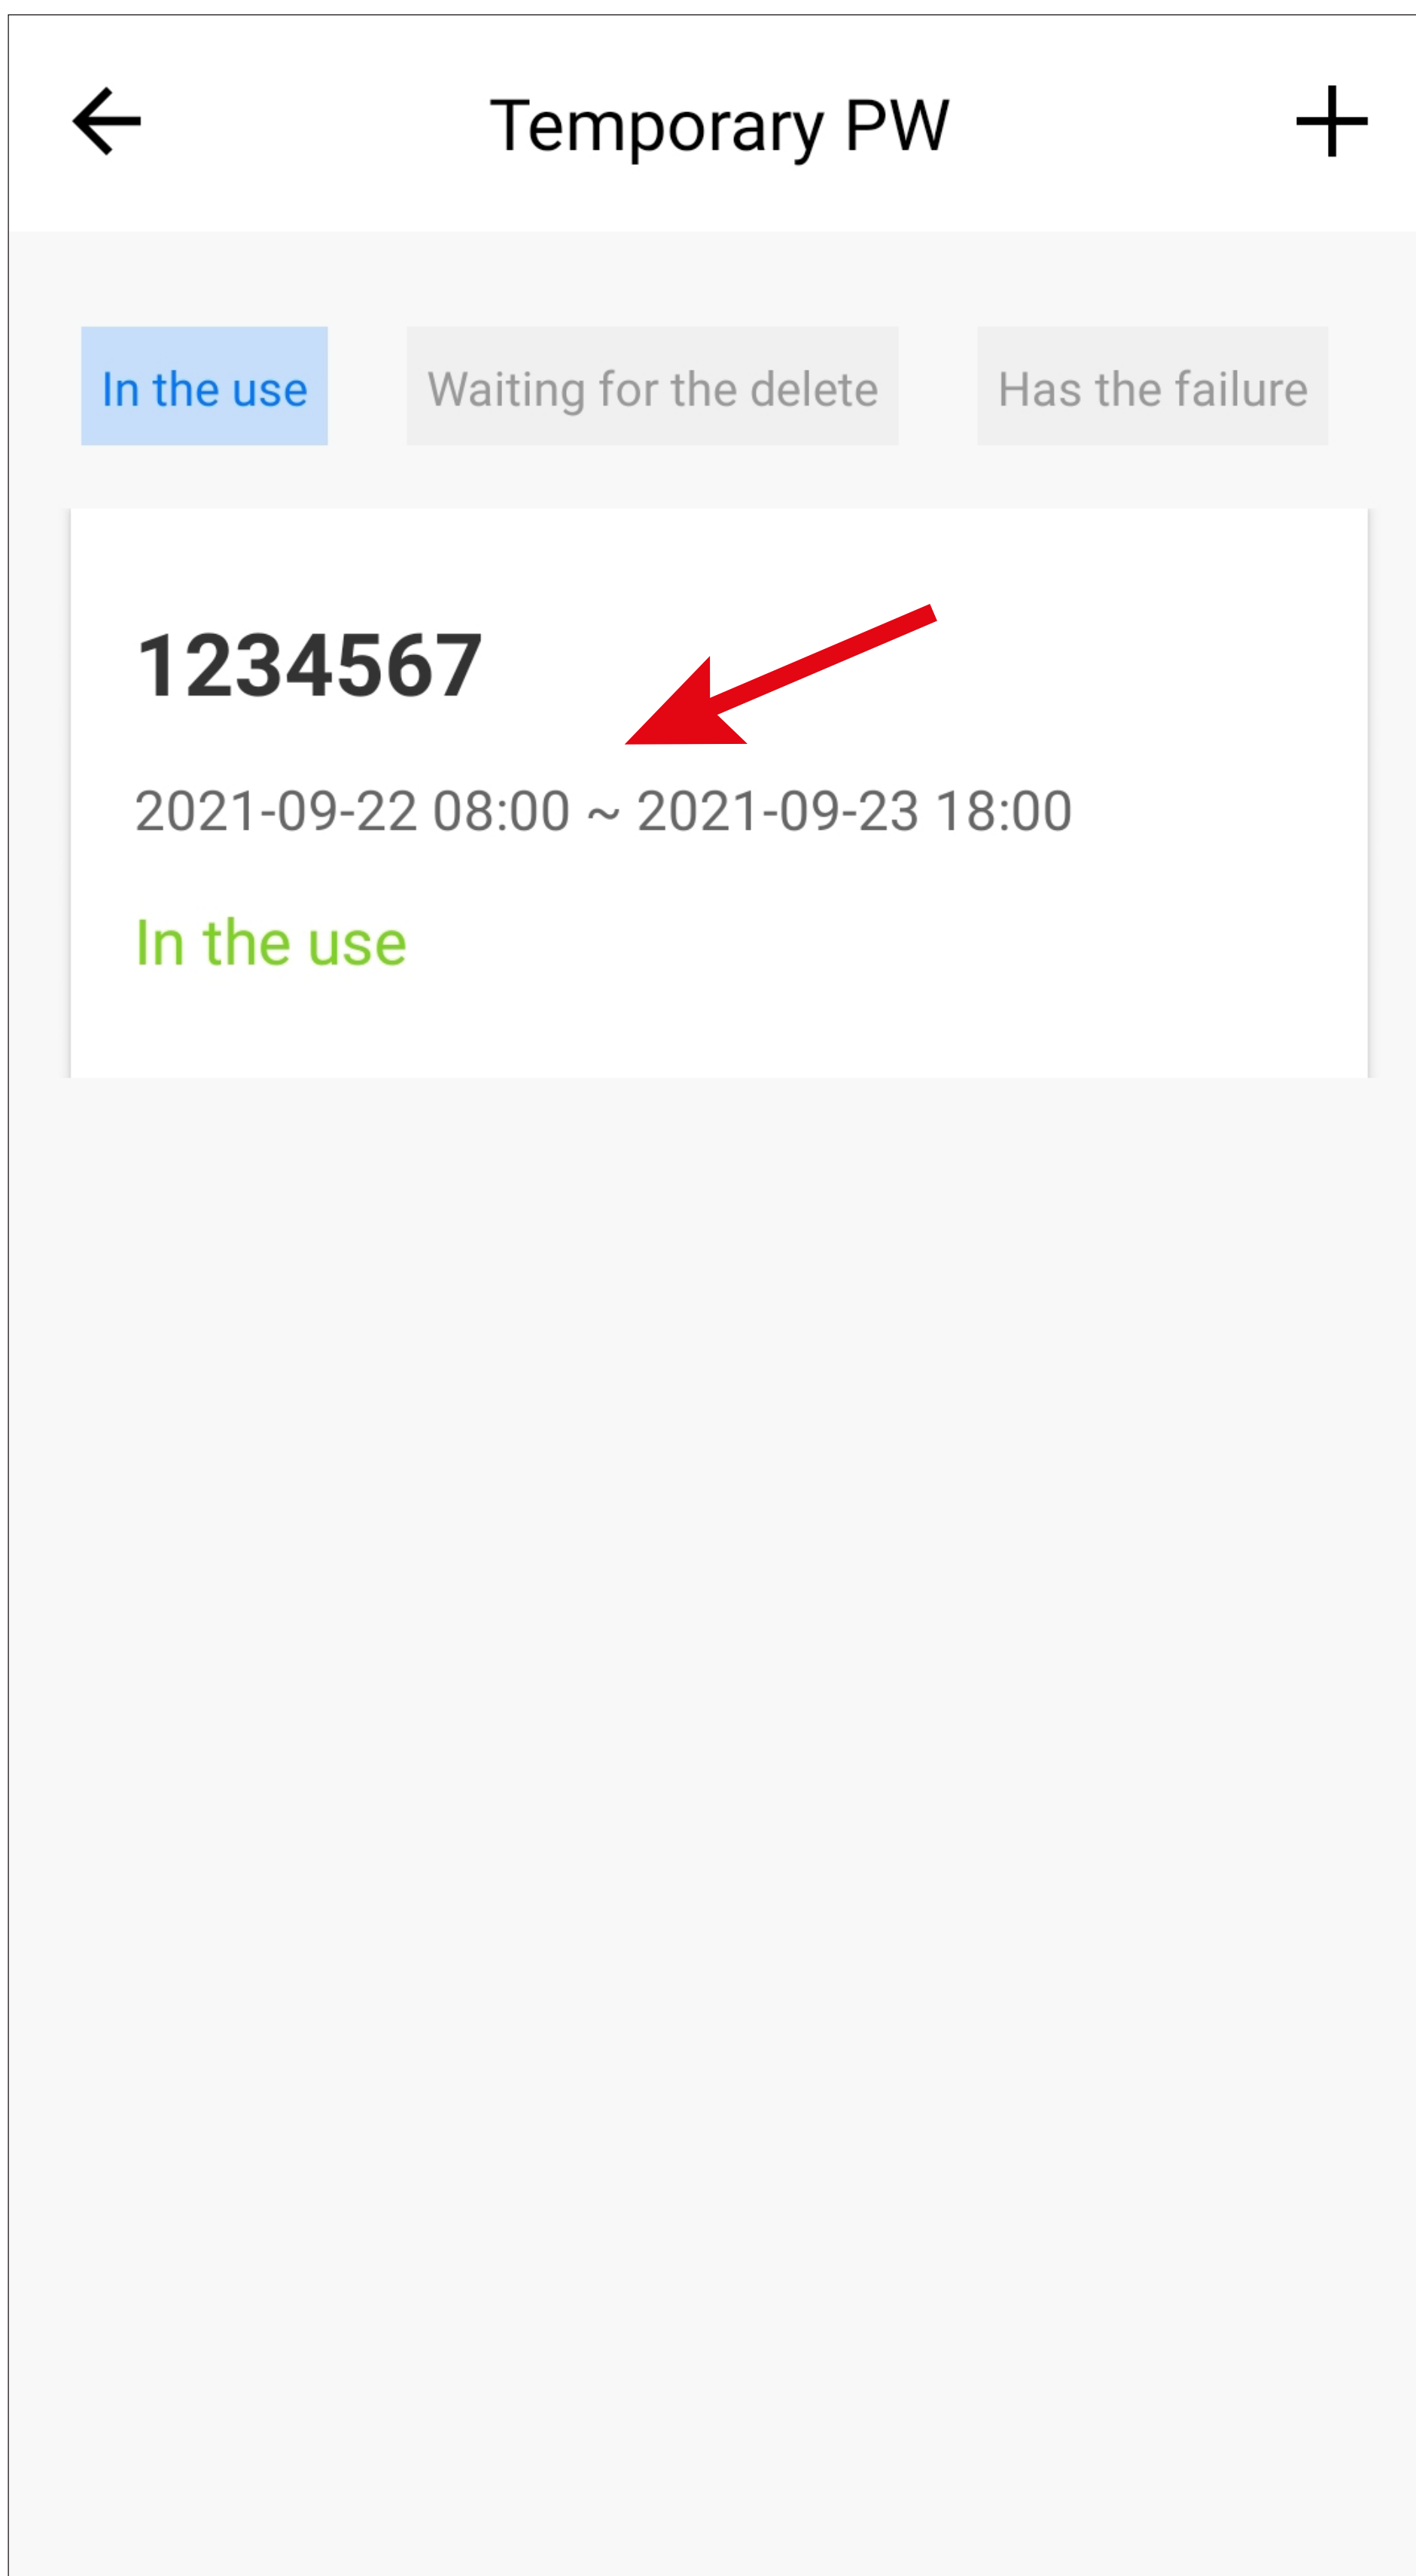 Temporary PW
In the use Waiting for the delete Has the failure
1234567
2021-09-22 08:00 ~ 2021-09-23 18:00
In the use